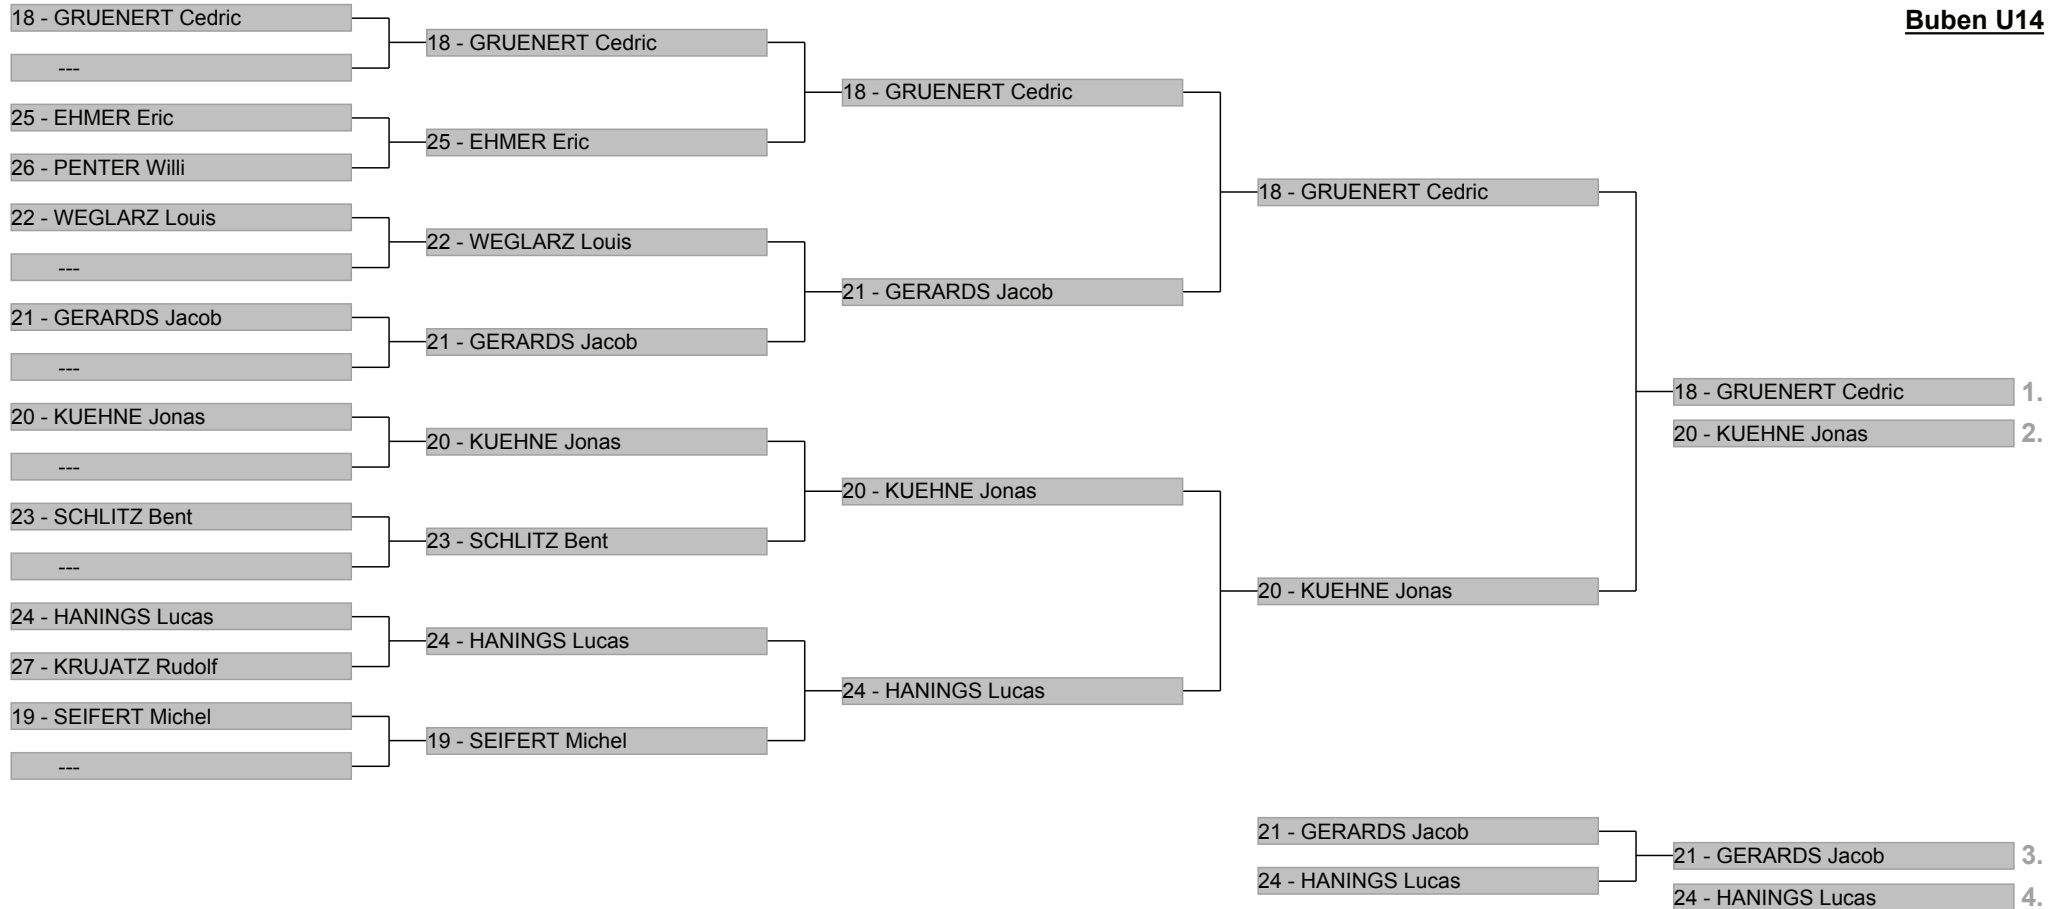 Buben U14
18 - GRUENERT Cedric
---
25 - EHMER Eric
26 - PENTER Willi
22 - WEGLARZ Louis
---
21 - GERARDS Jacob
---
20 - KUEHNE Jonas
---
23 - SCHLITZ Bent
---
24 - HANINGS Lucas
27 - KRUJATZ Rudolf
19 - SEIFERT Michel
---
18 - GRUENERT Cedric
25 - EHMER Eric
22 - WEGLARZ Louis
21 - GERARDS Jacob
20 - KUEHNE Jonas
23 - SCHLITZ Bent
24 - HANINGS Lucas
19 - SEIFERT Michel
18 - GRUENERT Cedric
21 - GERARDS Jacob
20 - KUEHNE Jonas
24 - HANINGS Lucas
18 - GRUENERT Cedric
20 - KUEHNE Jonas
18 - GRUENERT Cedric 1.
20 - KUEHNE Jonas 2.
21 - GERARDS Jacob
24 - HANINGS Lucas
21 - GERARDS Jacob 3.
24 - HANINGS Lucas 4.